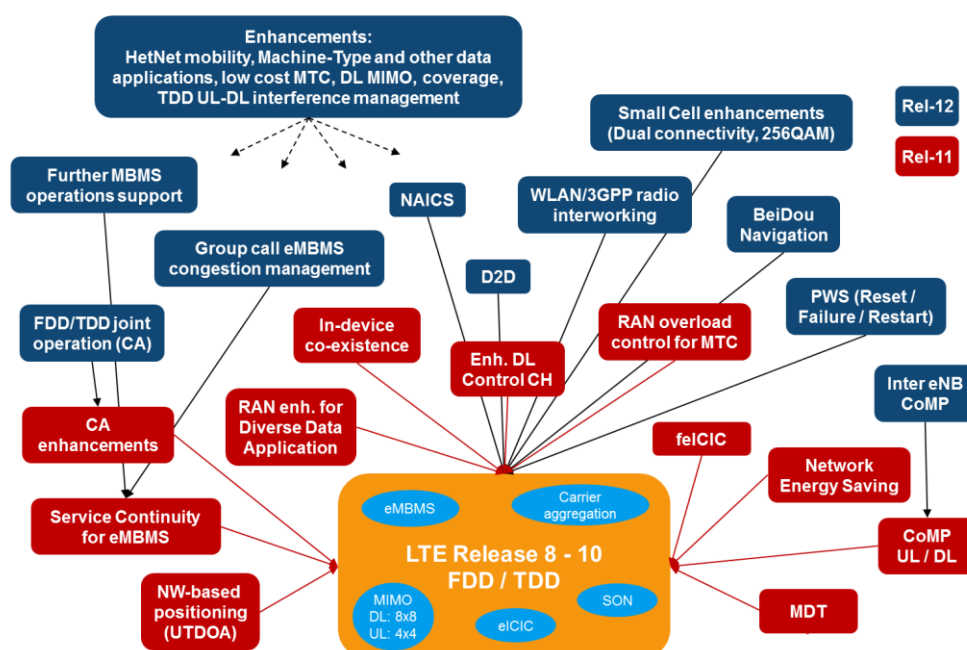 Enhancements:
HetNet mobility, Machine-Type and other data
applications, low cost MTC, DL MIMO, coverage,
TDD UL-DL interference management
Small Cell enhancements
(Dual connectivity, 256QAM)
Rel-12
Rel-11
Further MBMS
operations support
NAICS
WLAN/3GPP radio
interworking
BeiDou
Navigation
Group call eMBMS
congestion management
D2D
PWS (Reset /
Failure / Restart)
FDD/TDD joint
operation (CA)
In-device
co-existence
RAN overload
control for MTC
Enh. DL
Control CH
Inter eNB
CoMP
CA
enhancements
RAN enh. for
Diverse Data
Application
feICIC
Network
Energy Saving
Service Continuity
for eMBMS
eMBMS
Carrier
aggregation
CoMP
UL / DL
LTE Release 8 - 10
FDD / TDD
NW-based
positioning
(UTDOA)
MIMO
DL: 8x8
UL: 4x4
eICIC
SON
MDT